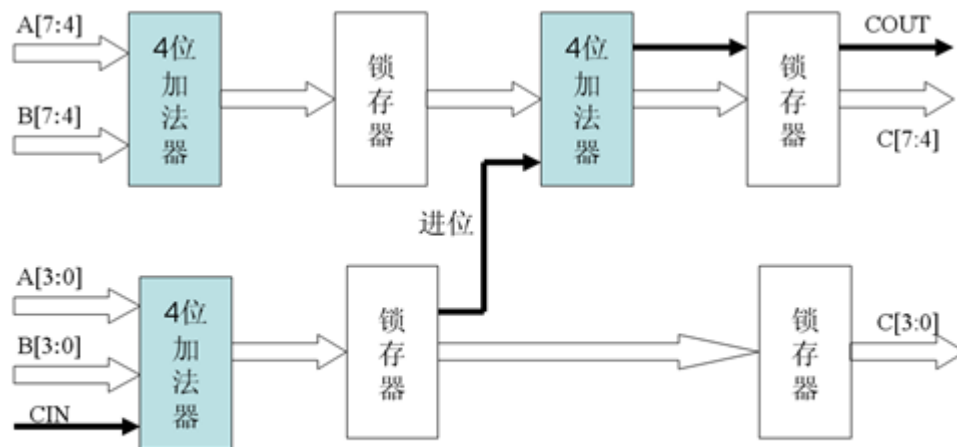 A[7:4]
B[7:4]
4位
加
法
器
锁
存
器
4位
加
法
器
锁
存
器
COUT
C[7:4]
进位
A[3:0]
B[3:0]
CIN
4位
加
法
器
锁
存
器
锁
存
器
C[3:0]